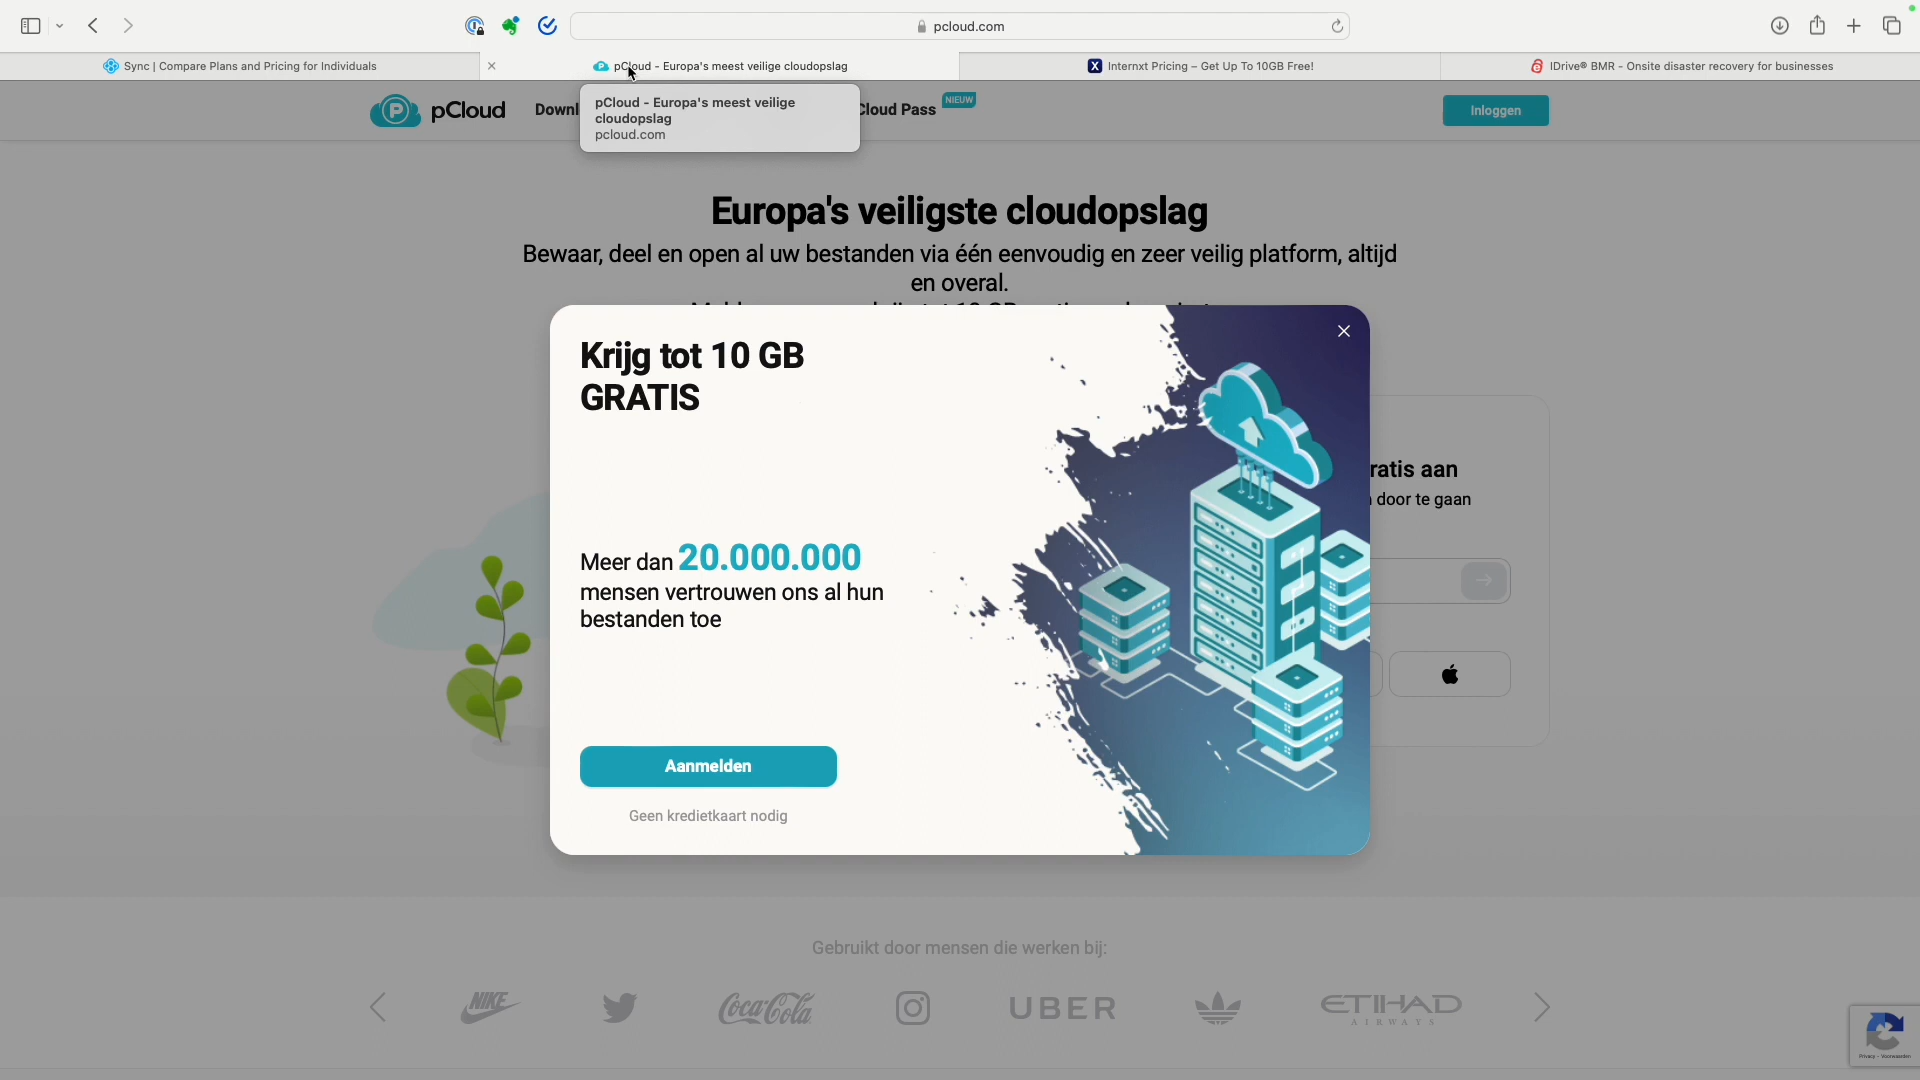 pcloud.com
Sync | Compare Plans and Pricing for Individuals
pCloud - Europa's meest veilige cloudopslag
Internxt Pricing – Get Up To 10GB Free!
IDrive® BMR - Onsite disaster recovery for businesses
pCloud
Downl
Cloud Pass
NIEUW
Inloggen
pCloud - Europa's meest veilige
cloudopslag
pcloud.com
Europa's veiligste cloudopslag
Bewaar, deel en open al uw bestanden via één eenvoudig en zeer veilig platform, altijd
en overal.
Krijg tot 10 GB
GRATIS
ratis aan
door te gaan
Meer dan 20.000.000
mensen vertrouwen ons al hun
bestanden toe
Aanmelden
Geen kredietkaart nodig
Gebruikt door mensen die werken bij:
NIKE
Coca-Cola
UBER
ETIHAD
AIRWAYS
Privacy - Voorwaarden